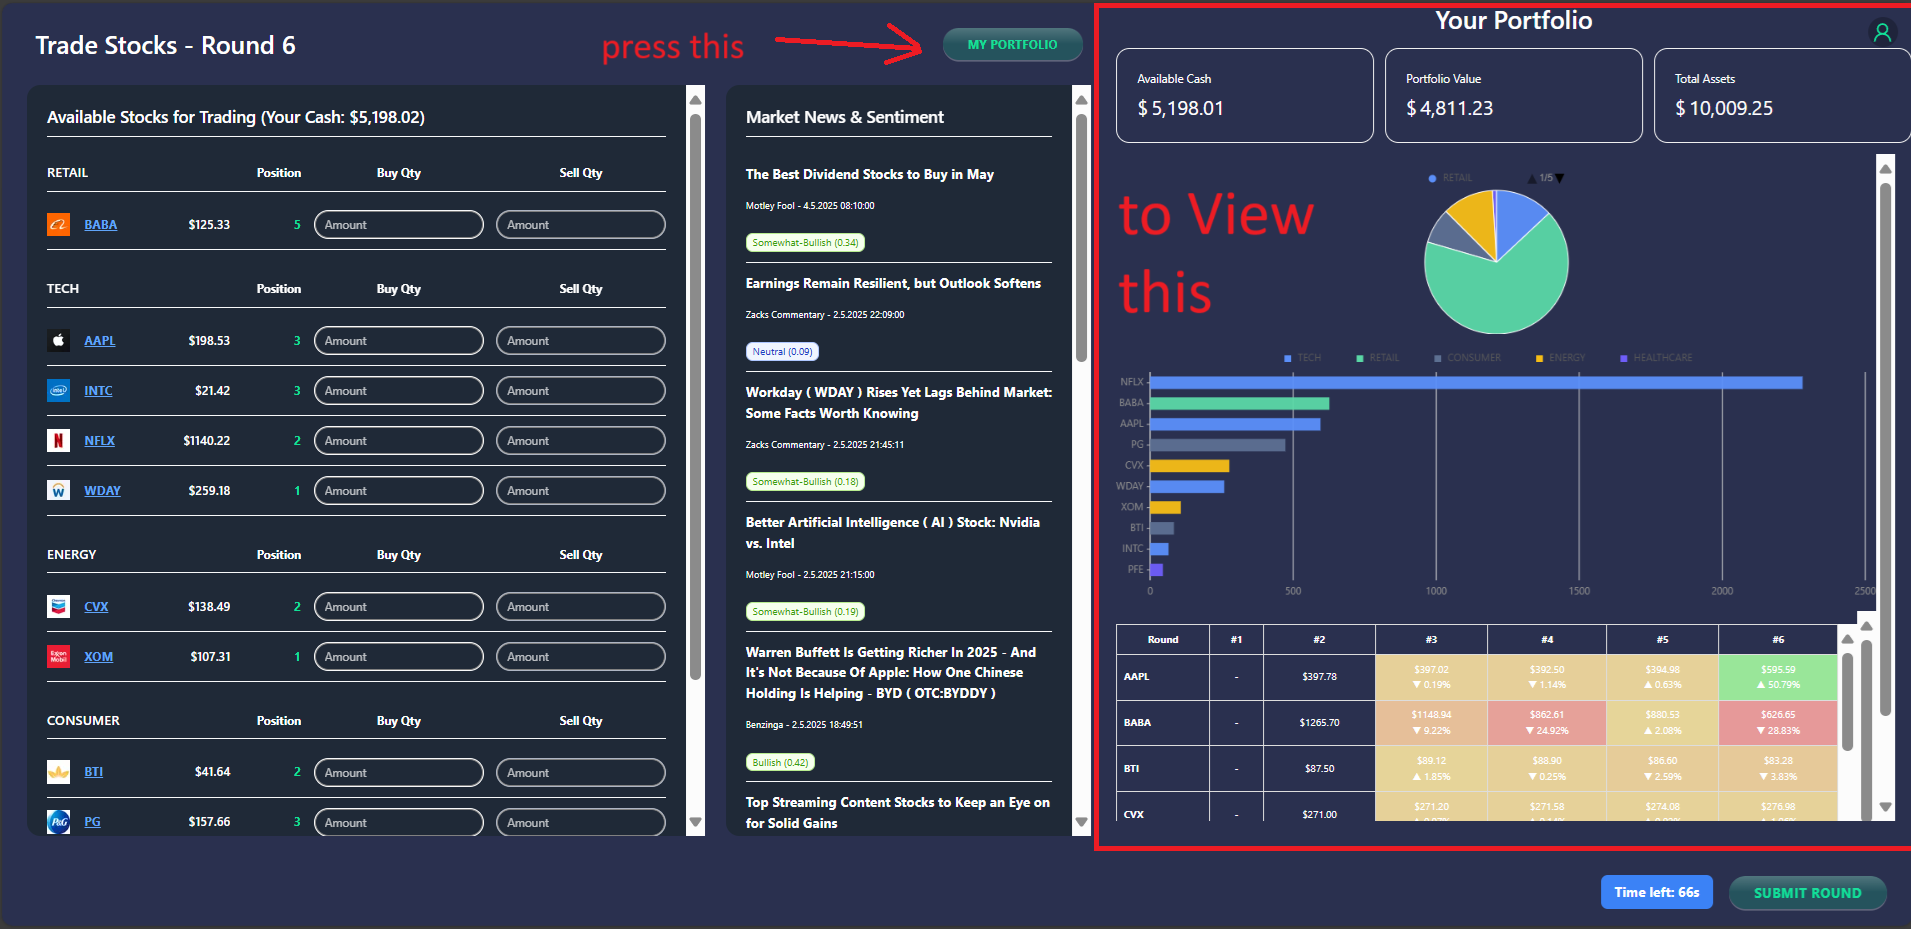 Trade Stocks - Round 6
press this
MY PORTFOLIO
Available Stocks for Trading (Your Cash: $5,198.02)
RETAIL Position Buy Qty Sell Qty
BABA $125.33 5 Amount Amount
TECH Position Buy Qty Sell Qty
AAPL $198.53 3 Amount Amount
intel INTC $21.42 3 Amount Amount
N NFLX $1140.22 2 Amount Amount
W WDAY $259.18 1 Amount Amount
ENERGY Position Buy Qty Sell Qty
CVX $138.49 2 Amount Amount
Exxon Mobil XOM $107.31 1 Amount Amount
CONSUMER Position Buy Qty Sell Qty
BTI $41.64 2 Amount Amount
P&G PG $157.66 3 Amount Amount
Market News & Sentiment
The Best Dividend Stocks to Buy in May
Motley Fool - 4.5.2025 08:10:00
Somewhat-Bullish (0.34)
Earnings Remain Resilient, but Outlook Softens
Zacks Commentary - 2.5.2025 22:09:00
Neutral (0.09)
Workday ( WDAY ) Rises Yet Lags Behind Market:
Some Facts Worth Knowing
Zacks Commentary - 2.5.2025 21:45:11
Somewhat-Bullish (0.18)
Better Artificial Intelligence ( AI ) Stock: Nvidia
vs. Intel
Motley Fool - 2.5.2025 21:15:00
Somewhat-Bullish (0.19)
Warren Buffett Is Getting Richer In 2025 - And
It's Not Because Of Apple: How One Chinese
Holding Is Helping - BYD ( OTC:BYDDY )
Benzinga - 2.5.2025 18:49:51
Bullish (0.42)
Top Streaming Content Stocks to Keep an Eye on
for Solid Gains
Your Portfolio
Available Cash
$ 5,198.01
Portfolio Value
$ 4,811.23
Total Assets
$ 10,009.25
to View
this
RETAIL ▲ 1/5 ▼
TECH RETAIL CONSUMER ENERGY HEALTHCARE
NFLX
BABA
AAPL
PG
CVX
WDAY
XOM
BTI
INTC
PFE
0 500 1000 1500 2000 2500
Round #1 #2 #3 #4 #5 #6
AAPL - $397.78 $397.02 ▼ 0.19% $392.50 ▼ 1.14% $394.98 ▲ 0.63% $595.59 ▲ 50.79%
BABA - $1265.70 $1148.94 ▼ 9.22% $862.61 ▼ 24.92% $880.53 ▲ 2.08% $626.65 ▼ 28.83%
BTI - $87.50 $89.12 ▲ 1.85% $88.90 ▼ 0.25% $86.60 ▼ 2.59% $83.28 ▼ 3.83%
CVX - $271.00 $271.20 $271.58 $274.08 $276.98
Time left: 66s
SUBMIT ROUND